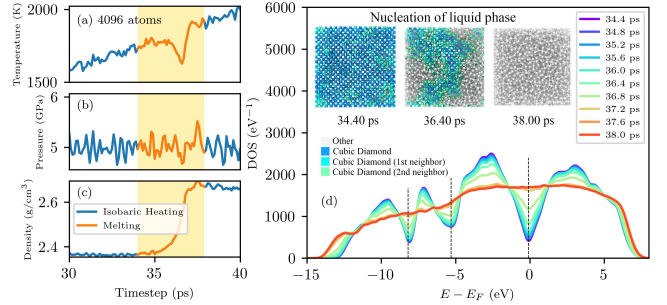 2000
1750
1500
Temperature (K)
(a) 4096 atoms
6
5
Pressure (GPa)
(b)
2.6
2.4
Density (g/cm³)
(c)
Isobaric Heating
Melting
30 35 40
Timestep (ps)
6000
5000
4000
3000
2000
1000
0
DOS (eV⁻¹)
Nucleation of liquid phase
34.40 ps 36.40 ps 38.00 ps
Other
Cubic Diamond
Cubic Diamond (1st neighbor)
Cubic Diamond (2nd neighbor)
(d)
34.4 ps
34.8 ps
35.2 ps
35.6 ps
36.0 ps
36.4 ps
36.8 ps
37.2 ps
37.6 ps
38.0 ps
−15 −10 −5 0 5
E − E_F (eV)